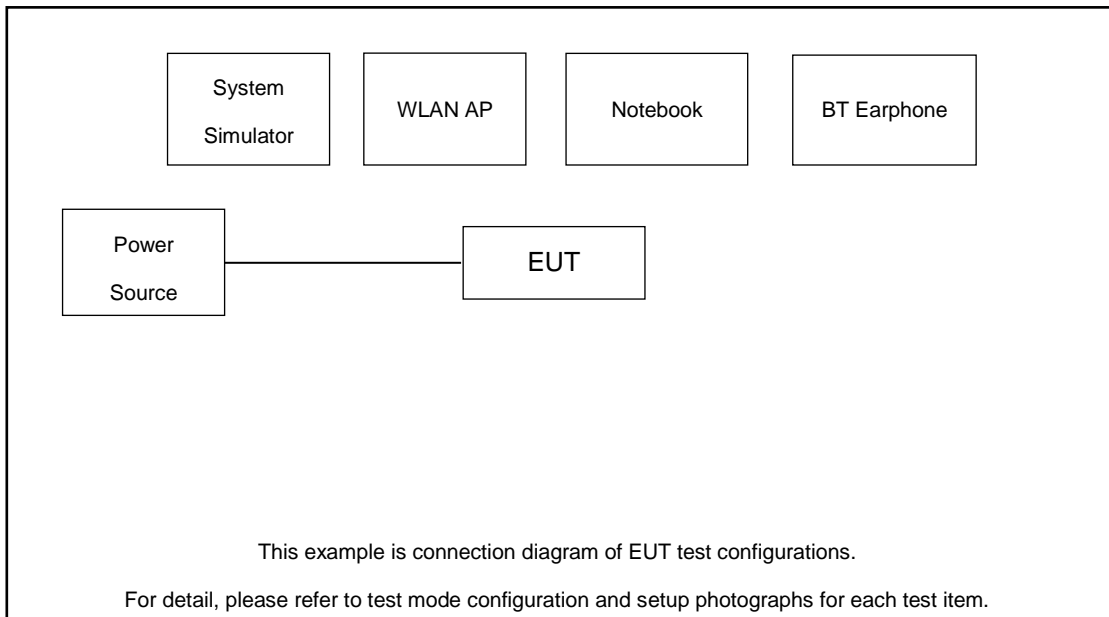 System
Simulator
WLAN AP
Notebook
BT Earphone
Power
Source
EUT
This example is connection diagram of EUT test configurations.
For detail, please refer to test mode configuration and setup photographs for each test item.